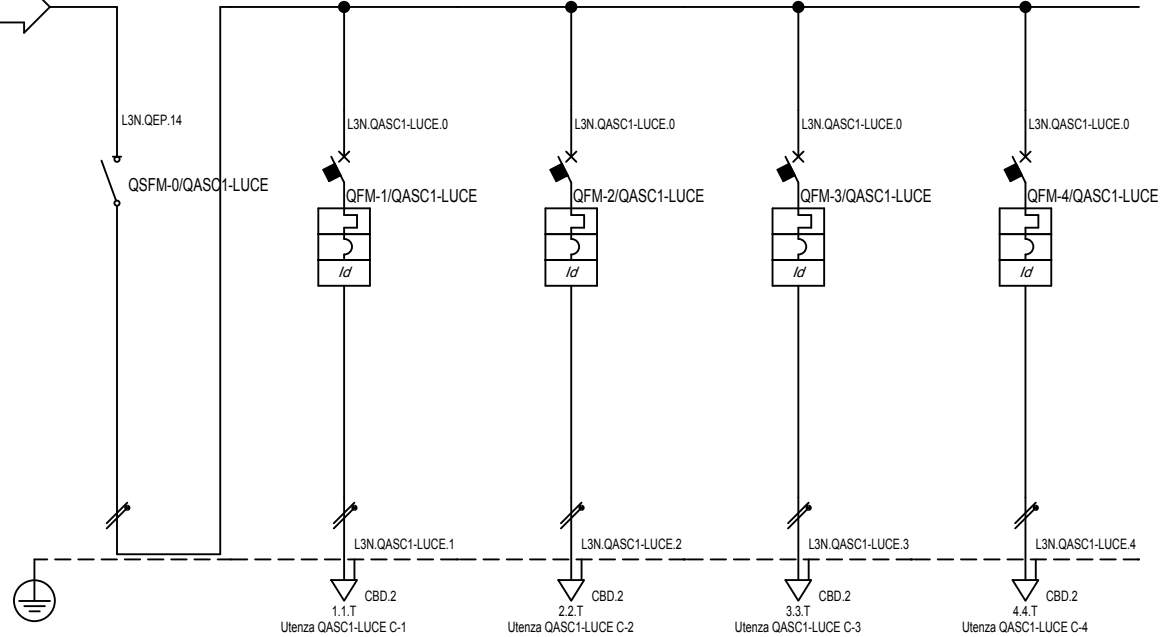 L3N.QEP.14
L3N.QASC1-LUCE.0
L3N.QASC1-LUCE.0
L3N.QASC1-LUCE.0
L3N.QASC1-LUCE.0
QSFM-0/QASC1-LUCE
QFM-1/QASC1-LUCE
QFM-2/QASC1-LUCE
QFM-3/QASC1-LUCE
QFM-4/QASC1-LUCE
Id
Id
Id
Id
L3N.QASC1-LUCE.1
L3N.QASC1-LUCE.2
L3N.QASC1-LUCE.3
L3N.QASC1-LUCE.4
CBD.2
CBD.2
CBD.2
CBD.2
1.1.T
2.2.T
3.3.T
4.4.T
Utenza QASC1-LUCE C-1
Utenza QASC1-LUCE C-2
Utenza QASC1-LUCE C-3
Utenza QASC1-LUCE C-4